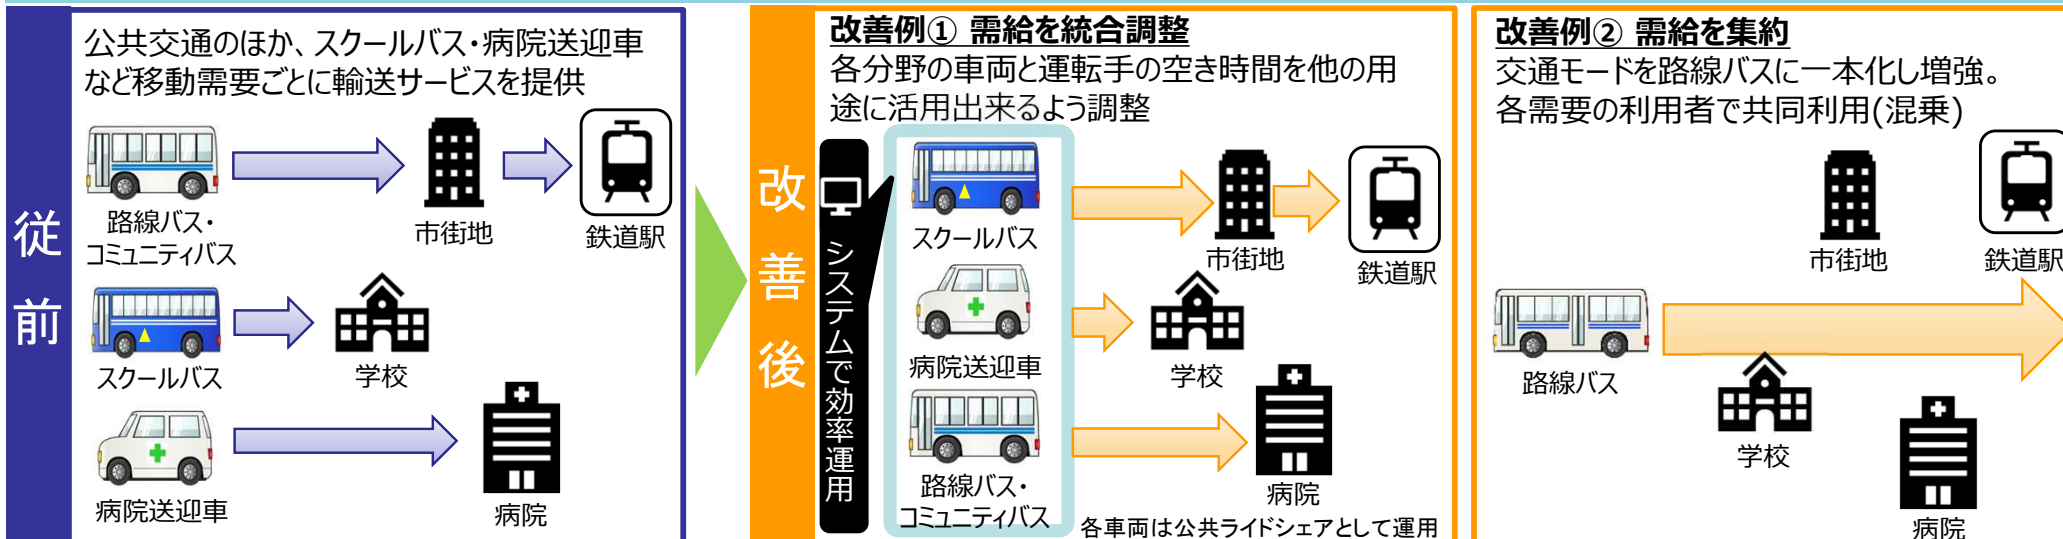 従前
公共交通のほか、スクールバス・病院送迎車
など移動需要ごとに輸送サービスを提供
路線バス・
コミュニティバス
市街地
鉄道駅
スクールバス
学校
病院送迎車
病院
改善後
改善例① 需給を統合調整
各分野の車両と運転手の空き時間を他の用
途に活用出来るよう調整
システムで効率運用
スクールバス
市街地
鉄道駅
病院送迎車
学校
路線バス・
コミュニティバス
病院
各車両は公共ライドシェアとして運用
改善例② 需給を集約
交通モードを路線バスに一本化し増強。
各需要の利用者で共同利用(混乗)
市街地
鉄道駅
路線バス
学校
病院